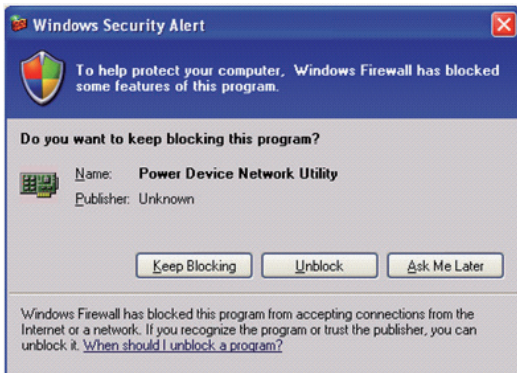 Windows Security Alert
To help protect your computer, Windows Firewall has blocked
some features of this program.
Do you want to keep blocking this program?
Name: Power Device Network Utility
Publisher: Unknown
Keep Blocking Unblock Ask Me Later
Windows Firewall has blocked this program from accepting connections from the
Internet or a network. If you recognize the program or trust the publisher, you can
unblock it. When should I unblock a program?